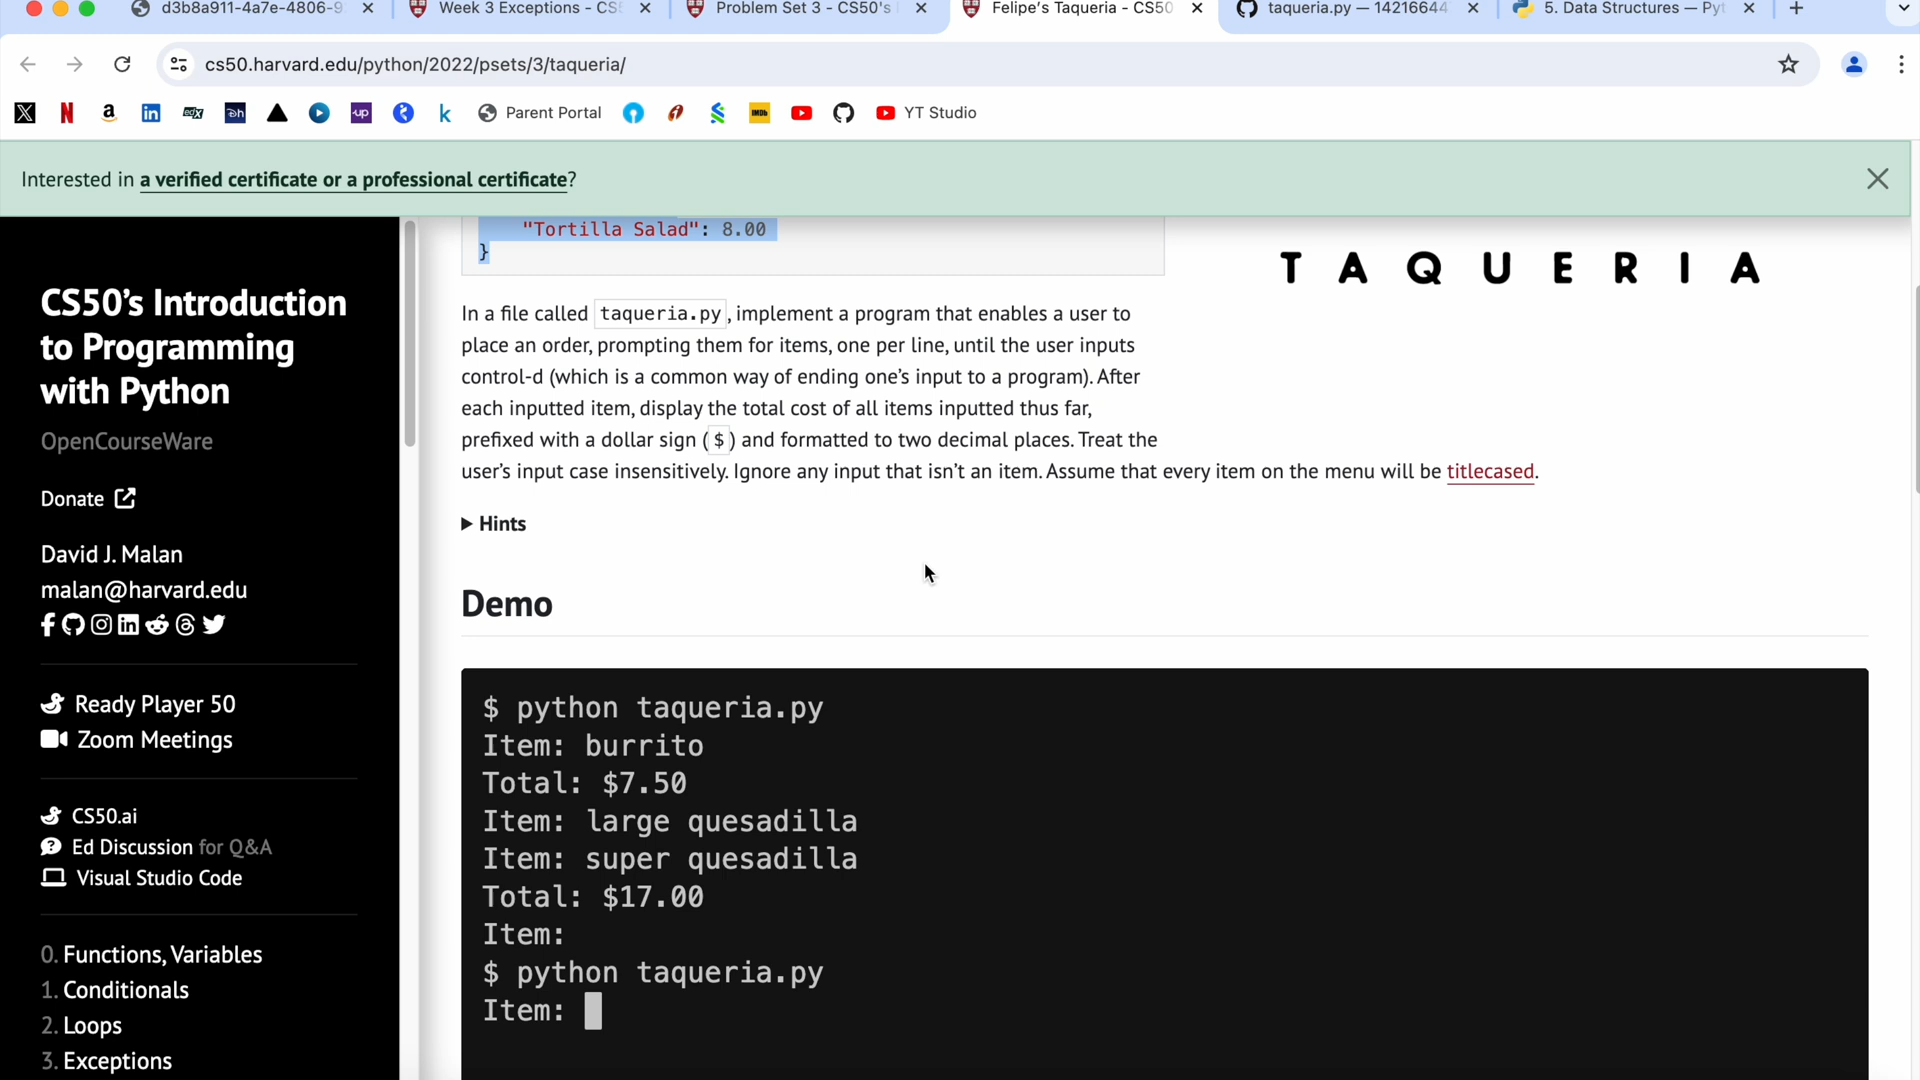 d3b8a911-4a7e-4806-9
Week 3 Exceptions - CS
Problem Set 3 - CS50's
Felipe's Taqueria - CS50
taqueria.py — 14216644
5. Data Structures — Pyt
cs50.harvard.edu/python/2022/psets/3/taqueria/
X
N
a
in
edX
Dh
up
k
Parent Portal
IMDb
YT Studio
Interested in a verified certificate or a professional certificate?
CS50's Introduction
to Programming
with Python
OpenCourseWare
Donate
David J. Malan
malan@harvard.edu
Ready Player 50
Zoom Meetings
CS50.ai
Ed Discussion for Q&A
Visual Studio Code
0. Functions, Variables
1. Conditionals
2. Loops
3. Exceptions
"Tortilla Salad": 8.00
}
TAQUERIA
In a file called taqueria.py, implement a program that enables a user to
place an order, prompting them for items, one per line, until the user inputs
control-d (which is a common way of ending one's input to a program). After
each inputted item, display the total cost of all items inputted thus far,
prefixed with a dollar sign ($) and formatted to two decimal places. Treat the
user's input case insensitively. Ignore any input that isn't an item. Assume that every item on the menu will be titlecased.
Hints
Demo
$ python taqueria.py
Item: burrito
Total: $7.50
Item: large quesadilla
Item: super quesadilla
Total: $17.00
Item:
$ python taqueria.py
Item: